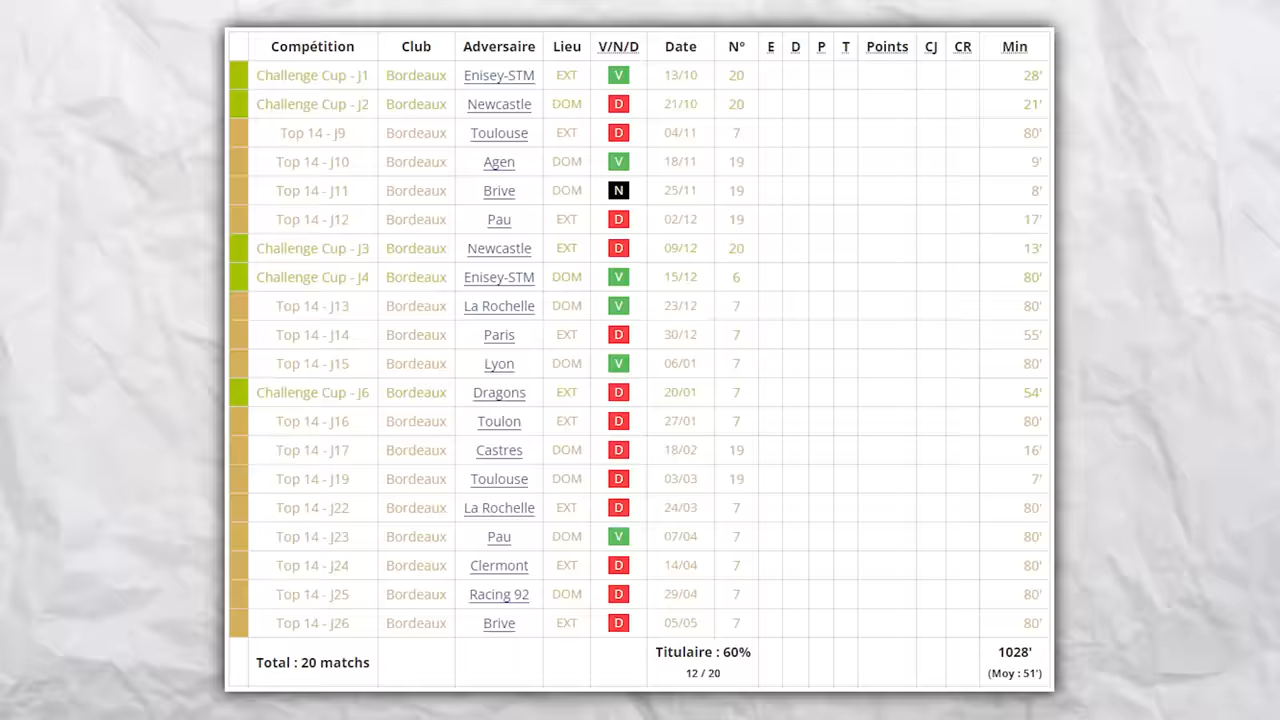 Compétition Club Adversaire Lieu V/N/D Date N° E D P T Points CJ CR Min
Challenge Cup - J1 Bordeaux Enisey-STM EXT V 13/10 20 28'
Challenge Cup - J2 Bordeaux Newcastle DOM D 21/10 20 21'
Top 14 - J9 Bordeaux Toulouse EXT D 04/11 7 80'
Top 14 - J10 Bordeaux Agen DOM V 18/11 19 9'
Top 14 - J11 Bordeaux Brive DOM N 25/11 19 8'
Top 14 - J12 Bordeaux Pau EXT D 02/12 19 17'
Challenge Cup - J3 Bordeaux Newcastle EXT D 09/12 20 13'
Challenge Cup - J4 Bordeaux Enisey-STM DOM V 15/12 6 80'
Top 14 - J13 Bordeaux La Rochelle DOM V 23/12 7 80'
Top 14 - J14 Bordeaux Paris EXT D 30/12 7 55'
Top 14 - J15 Bordeaux Lyon DOM V 06/01 7 80'
Challenge Cup - J6 Bordeaux Dragons EXT D 20/01 7 54'
Top 14 - J16 Bordeaux Toulon EXT D 27/01 7 80'
Top 14 - J17 Bordeaux Castres DOM D 18/02 19 16'
Top 14 - J19 Bordeaux Toulouse DOM D 03/03 19 7'
Top 14 - J22 Bordeaux La Rochelle EXT D 24/03 7 80'
Top 14 - J23 Bordeaux Pau DOM V 07/04 7 80'
Top 14 - J24 Bordeaux Clermont EXT D 14/04 7 80'
Top 14 - J25 Bordeaux Racing 92 DOM D 29/04 7 80'
Top 14 - J26 Bordeaux Brive EXT D 05/05 7 80'
Total : 20 matchs Titulaire : 60% 1028'
12 / 20 (Moy : 51')